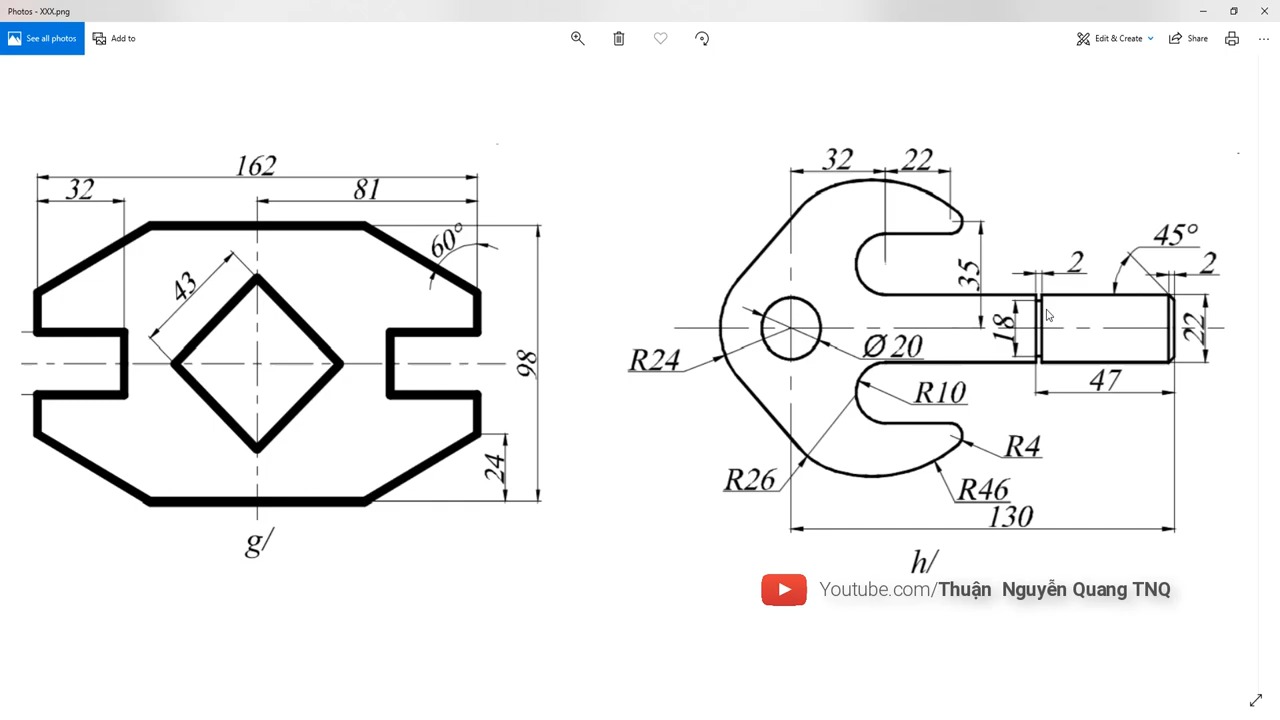 Photos - XXX.png
See all photos
Add to
Edit & Create
Share
162
32
81
60°
43
98
24
g/
32
22
45°
2
2
35
18
22
Ø 20
R24
47
R10
R4
R26
R46
130
h/
Youtube.com/Thuận Nguyễn Quang TNQ